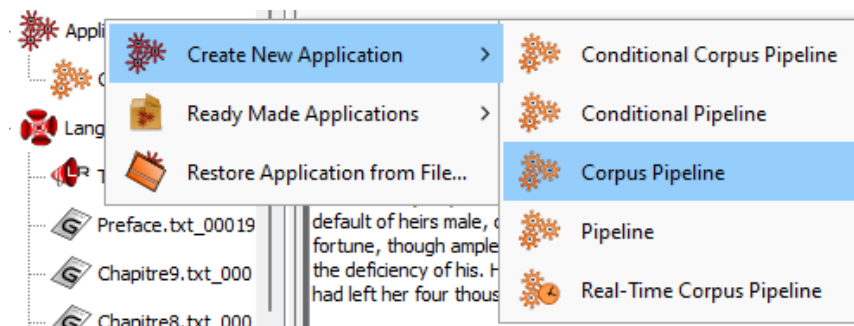 Appli
Create New Application
Conditional Corpus Pipeline
Ready Made Applications
Conditional Pipeline
Lang
Restore Application from File...
Corpus Pipeline
Preface.txt_00019
default of heirs male,
fortune, though ample
Pipeline
Chapitre9.txt_000
the deficiency of his. H
had left her four thous
Real-Time Corpus Pipeline
Chapitre8.txt_000